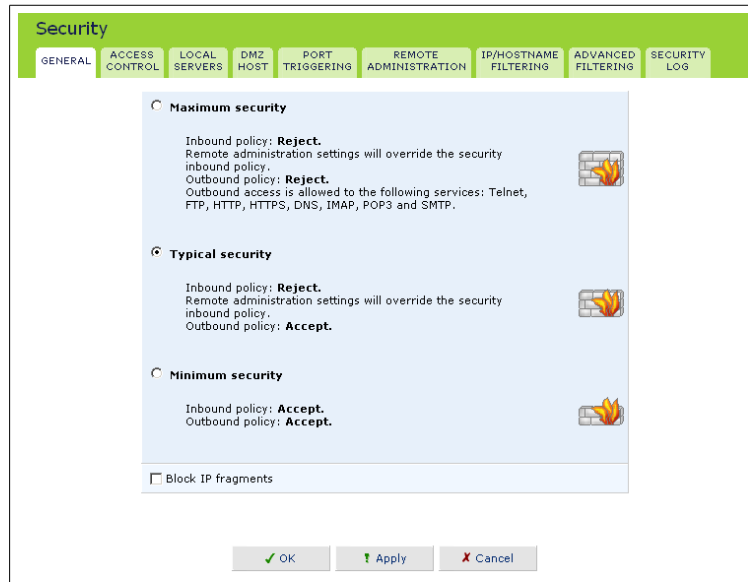 Security
GENERAL
ACCESS
CONTROL
LOCAL
SERVERS
DMZ
HOST
PORT
TRIGGERING
REMOTE
ADMINISTRATION
IP/HOSTNAME
FILTERING
ADVANCED
FILTERING
SECURITY
LOG
Maximum security
Inbound policy: Reject.
Remote administration settings will override the security
inbound policy.
Outbound policy: Reject.
Outbound access is allowed to the following services: Telnet,
FTP, HTTP, HTTPS, DNS, IMAP, POP3 and SMTP.
Typical security
Inbound policy: Reject.
Remote administration settings will override the security
inbound policy.
Outbound policy: Accept.
Minimum security
Inbound policy: Accept.
Outbound policy: Accept.
Block IP fragments
OK
Apply
Cancel